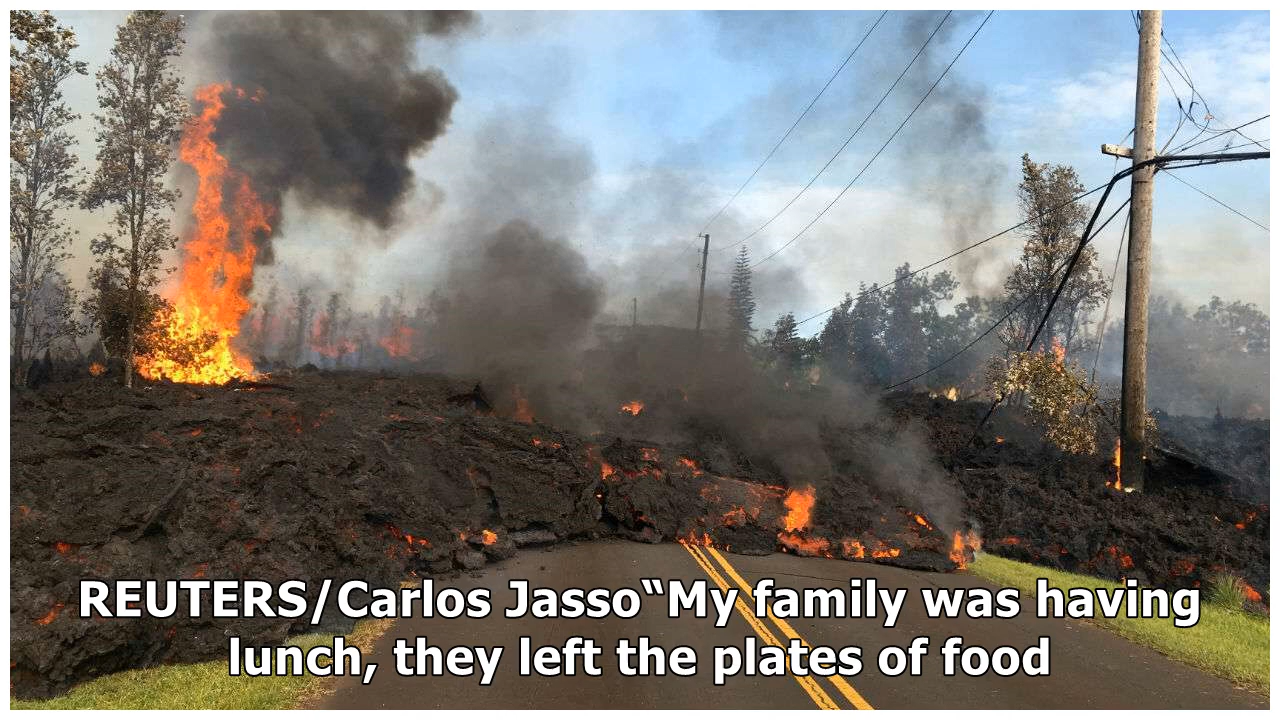 REUTERS/Carlos Jasso“My family was having
lunch, they left the plates of food